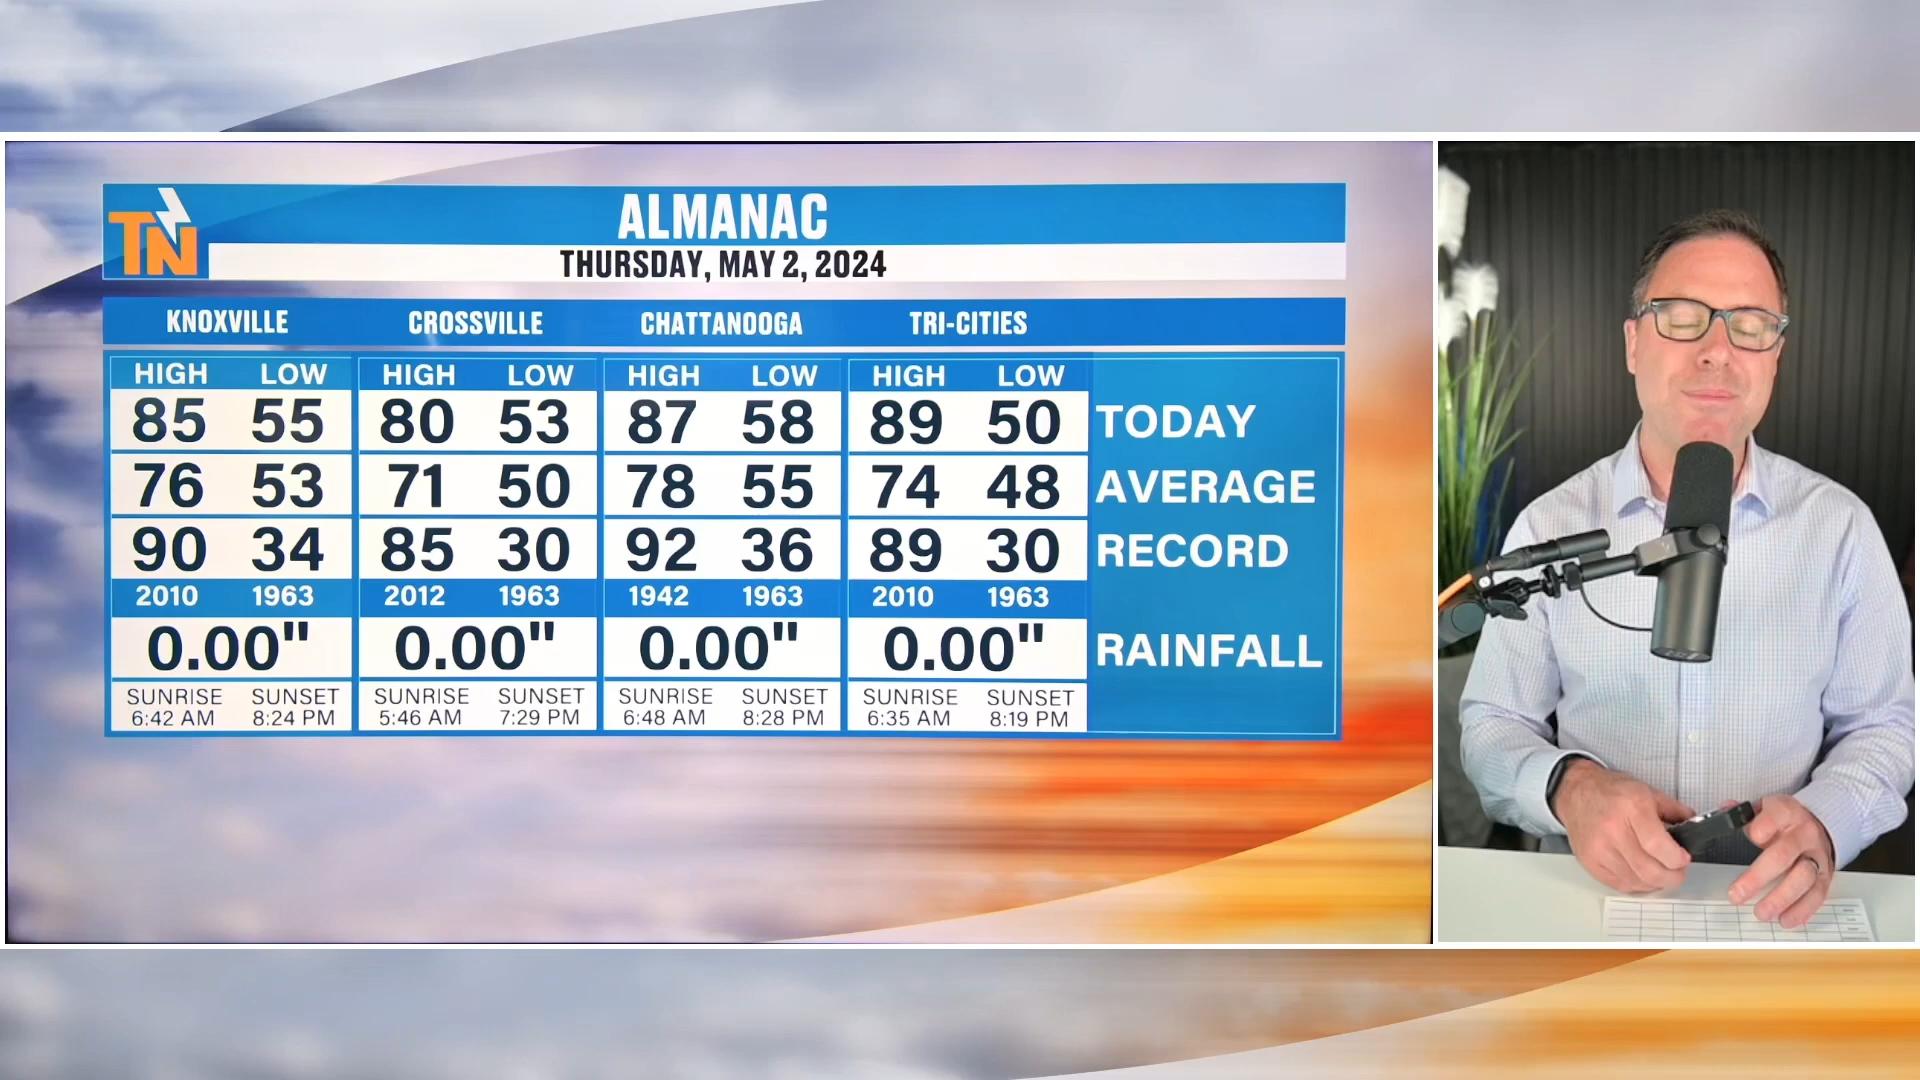 TN
ALMANAC
THURSDAY, MAY 2, 2024
KNOXVILLE CROSSVILLE CHATTANOOGA TRI-CITIES
HIGH LOW HIGH LOW HIGH LOW HIGH LOW
85 55 80 53 87 58 89 50 TODAY
76 53 71 50 78 55 74 48 AVERAGE
90 34 85 30 92 36 89 30 RECORD
2010 1963 2012 1963 1942 1963 2010 1963
0.00" 0.00" 0.00" 0.00" RAINFALL
SUNRISE SUNSET SUNRISE SUNSET SUNRISE SUNSET SUNRISE SUNSET
6:42 AM 8:24 PM 5:46 AM 7:29 PM 6:48 AM 8:28 PM 6:35 AM 8:19 PM